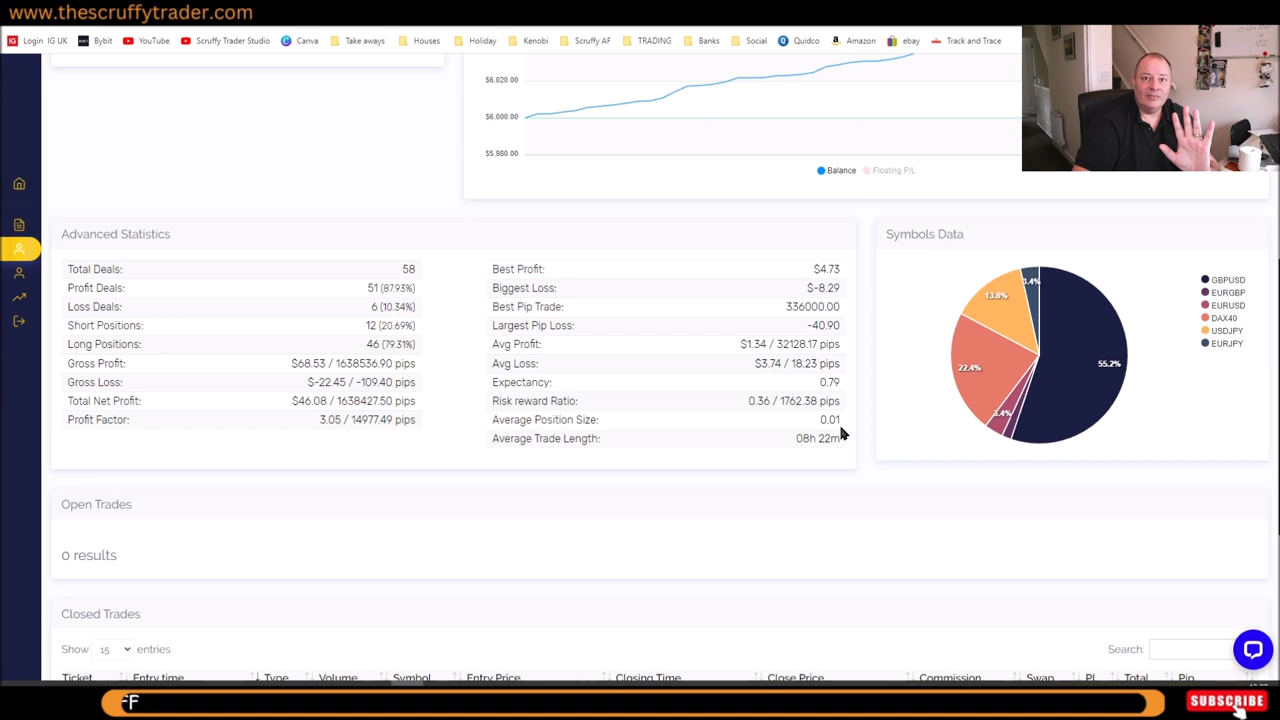 www.thescruffytrader.com
IG Login IG UK Bybit YouTube Scruffy Trader Studio Canva Take aways Houses Holiday Kenobi Scruffy AF TRADING Banks Social Quidco Amazon ebay Track and Trace
$6,020.00
$6,000.00
$5,980.00
Balance Floating P/L
Advanced Statistics
Total Deals: 58
Profit Deals: 51 (87.93%)
Loss Deals: 6 (10.34%)
Short Positions: 12 (20.69%)
Long Positions: 46 (79.31%)
Gross Profit: $68.53 / 1638536.90 pips
Gross Loss: $-22.45 / -109.40 pips
Total Net Profit: $46.08 / 1638427.50 pips
Profit Factor: 3.05 / 14977.49 pips
Best Profit: $4.73
Biggest Loss: $-8.29
Best Pip Trade: 336000.00
Largest Pip Loss: -40.90
Avg Profit: $1.34 / 32128.17 pips
Avg Loss: $3.74 / 18.23 pips
Expectancy: 0.79
Risk reward Ratio: 0.36 / 1762.38 pips
Average Position Size: 0.01
Average Trade Length: 08h 22m
Symbols Data
3.4%
13.8%
55.2%
22.4%
3.4%
GBPUSD
EURGBP
EURUSD
DAX40
USDJPY
EURJPY
Open Trades
0 results
Closed Trades
Show 15 entries
Search:
Ticket Entry time Type Volume Symbol Entry Price Closing Time Close Price Commission Swap PL Total Pip
FF
SUBSCRIBE